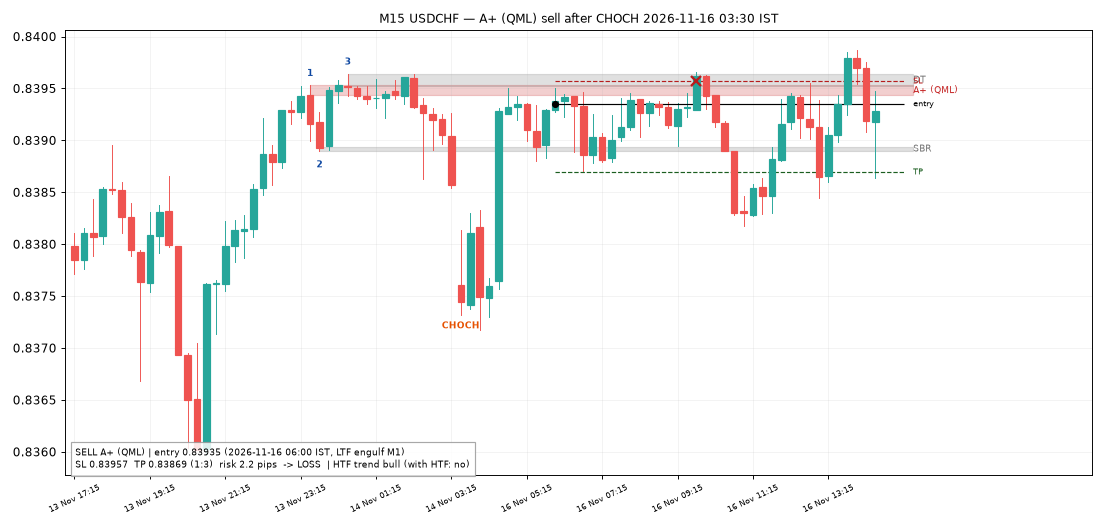 M15 USDCHF — A+ (QML) sell after CHOCH 2026-11-16 03:30 IST
0.8400
0.8395
0.8390
0.8385
0.8380
0.8375
0.8370
0.8365
0.8360
1
3
2
CHOCH
A+ (QML)
entry
SBR
TP
SELL A+ (QML) | entry 0.83935 (2026-11-16 06:00 IST, LTF engulf M1)
SL 0.83957 TP 0.83869 (1:3) risk 2.2 pips -> LOSS | HTF trend bull (with HTF: no)
13 Nov 17:15
13 Nov 19:15
13 Nov 21:15
13 Nov 23:15
14 Nov 01:15
14 Nov 03:15
16 Nov 05:15
16 Nov 07:15
16 Nov 09:15
16 Nov 11:15
16 Nov 13:15